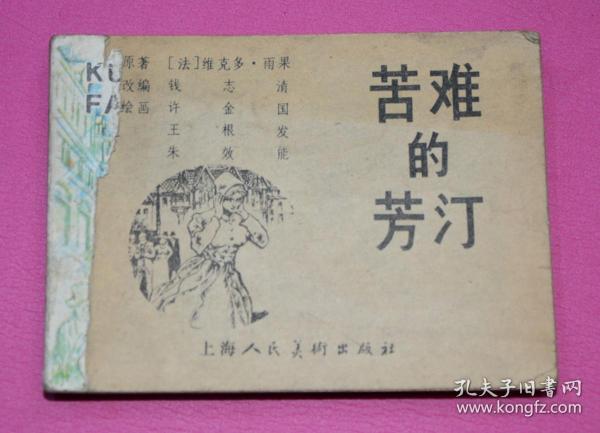 原著 [法]维克多·雨果
改编 钱志清
绘画 许金国
王根发
朱效能
KU
FA
苦难
的
芳汀
上海人民美術出版社
孔夫子旧书网
www.kongfz.com